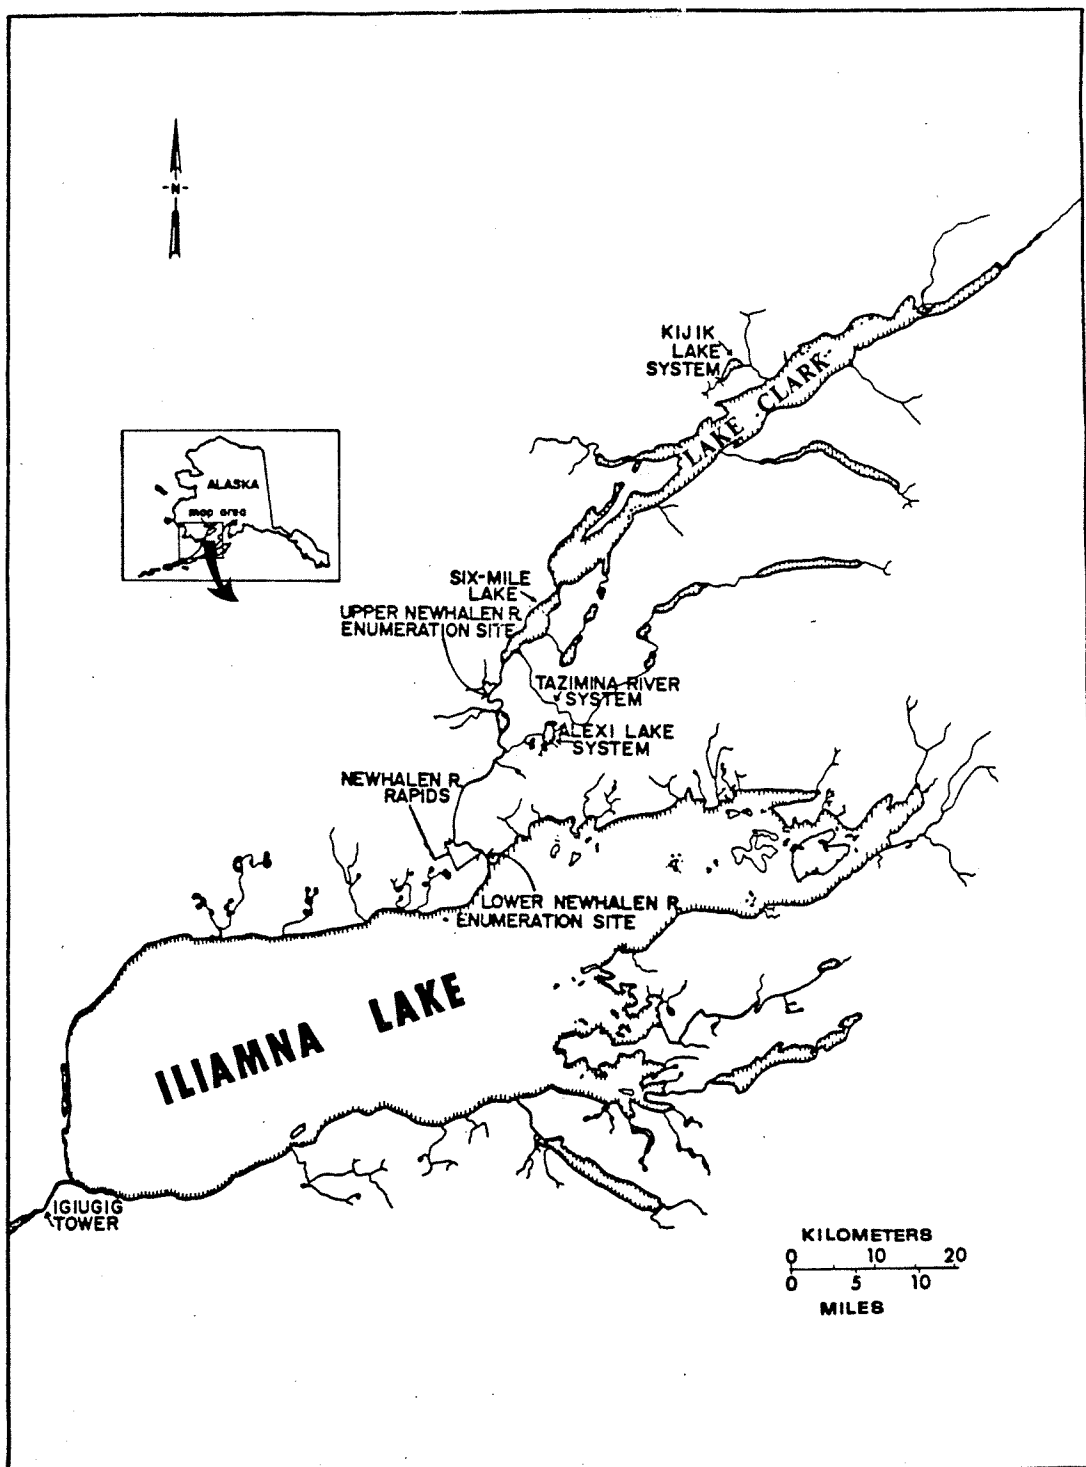 -N-
KIJIK
LAKE
SYSTEM
LAKE CLARK
ALASKA
map area
SIX-MILE
LAKE
UPPER NEWHALEN R.
ENUMERATION SITE
TAZIMINA RIVER
SYSTEM
ALEXI LAKE
SYSTEM
NEWHALEN R.
RAPIDS
LOWER NEWHALEN R.
ENUMERATION SITE
ILIAMNA LAKE
IGIUGIG
TOWER
KILOMETERS
0 10 20
0 5 10
MILES